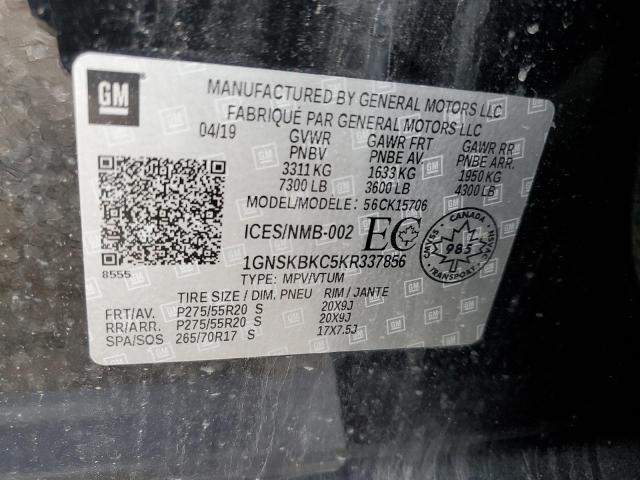 GM
MANUFACTURED BY GENERAL MOTORS LLC
FABRIQUÉ PAR GENERAL MOTORS LLC
04/19 GVWR GAWR FRT GAWR RR
PNBV PNBE AV PNBE ARR.
3311 KG 1633 KG 1950 KG
7300 LB 3600 LB 4300 LB
MODEL/MODÈLE: 56CK15706
ICES/NMB-002 EC
CANADA
CMVSS 985 NSVAC
8555
1GNSKBKC5KR337856
TYPE: MPV/VTUM
TIRE SIZE / DIM. PNEU RIM / JANTE
FRT/AV. P275/55R20 S 20X9J
RR/ARR. P275/55R20 S 20X9J
SPA/SOS 265/70R17 S 17X7.5J